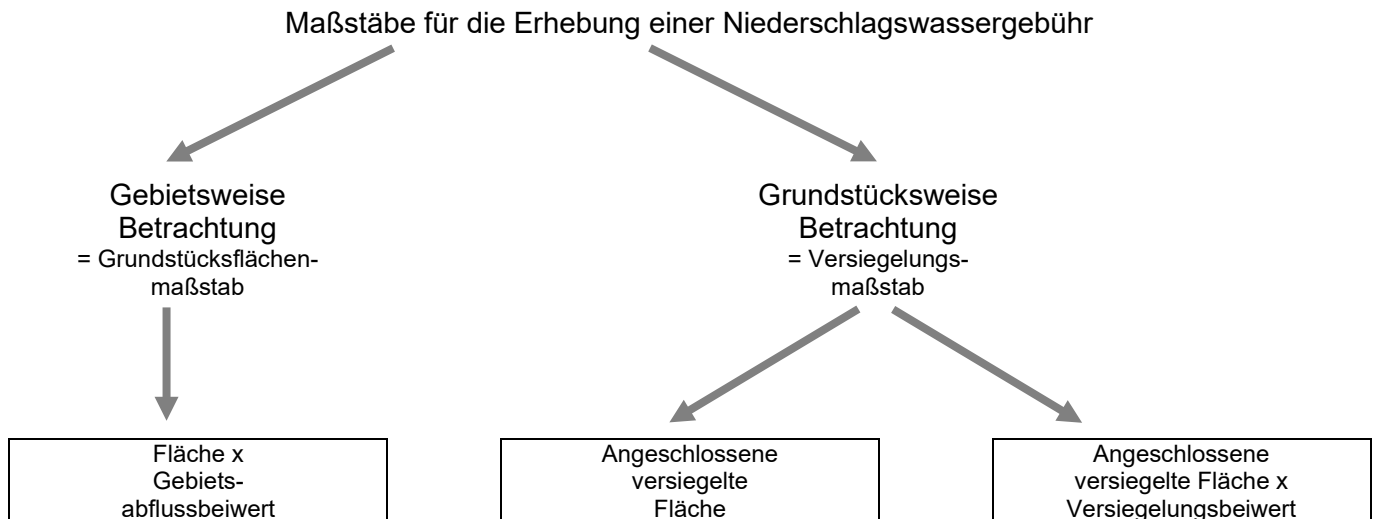 Maßstäbe für die Erhebung einer Niederschlagswassergebühr
Gebietsweise
Betrachtung
= Grundstücksflächen-
maßstab
Grundstücksweise
Betrachtung
= Versiegelungs-
maßstab
Fläche x
Gebiets-
abflussbeiwert
Angeschlossene
versiegelte
Fläche
Angeschlossene
versiegelte Fläche x
Versiegelungsbeiwert